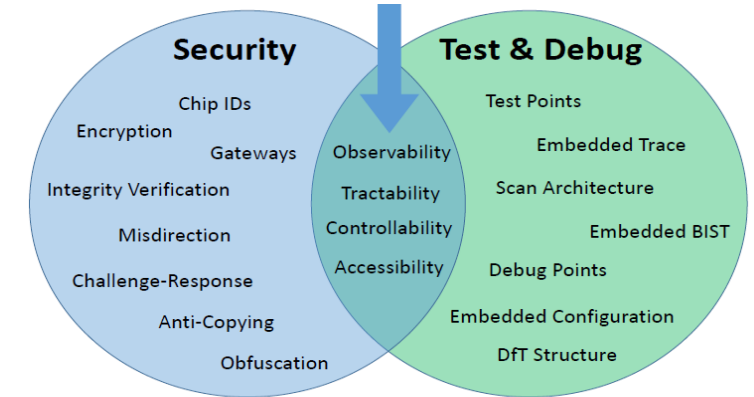 Security
Test & Debug
Chip IDs
Encryption
Gateways
Integrity Verification
Misdirection
Challenge-Response
Anti-Copying
Obfuscation
Observability
Tractability
Controllability
Accessibility
Test Points
Embedded Trace
Scan Architecture
Embedded BIST
Debug Points
Embedded Configuration
DfT Structure